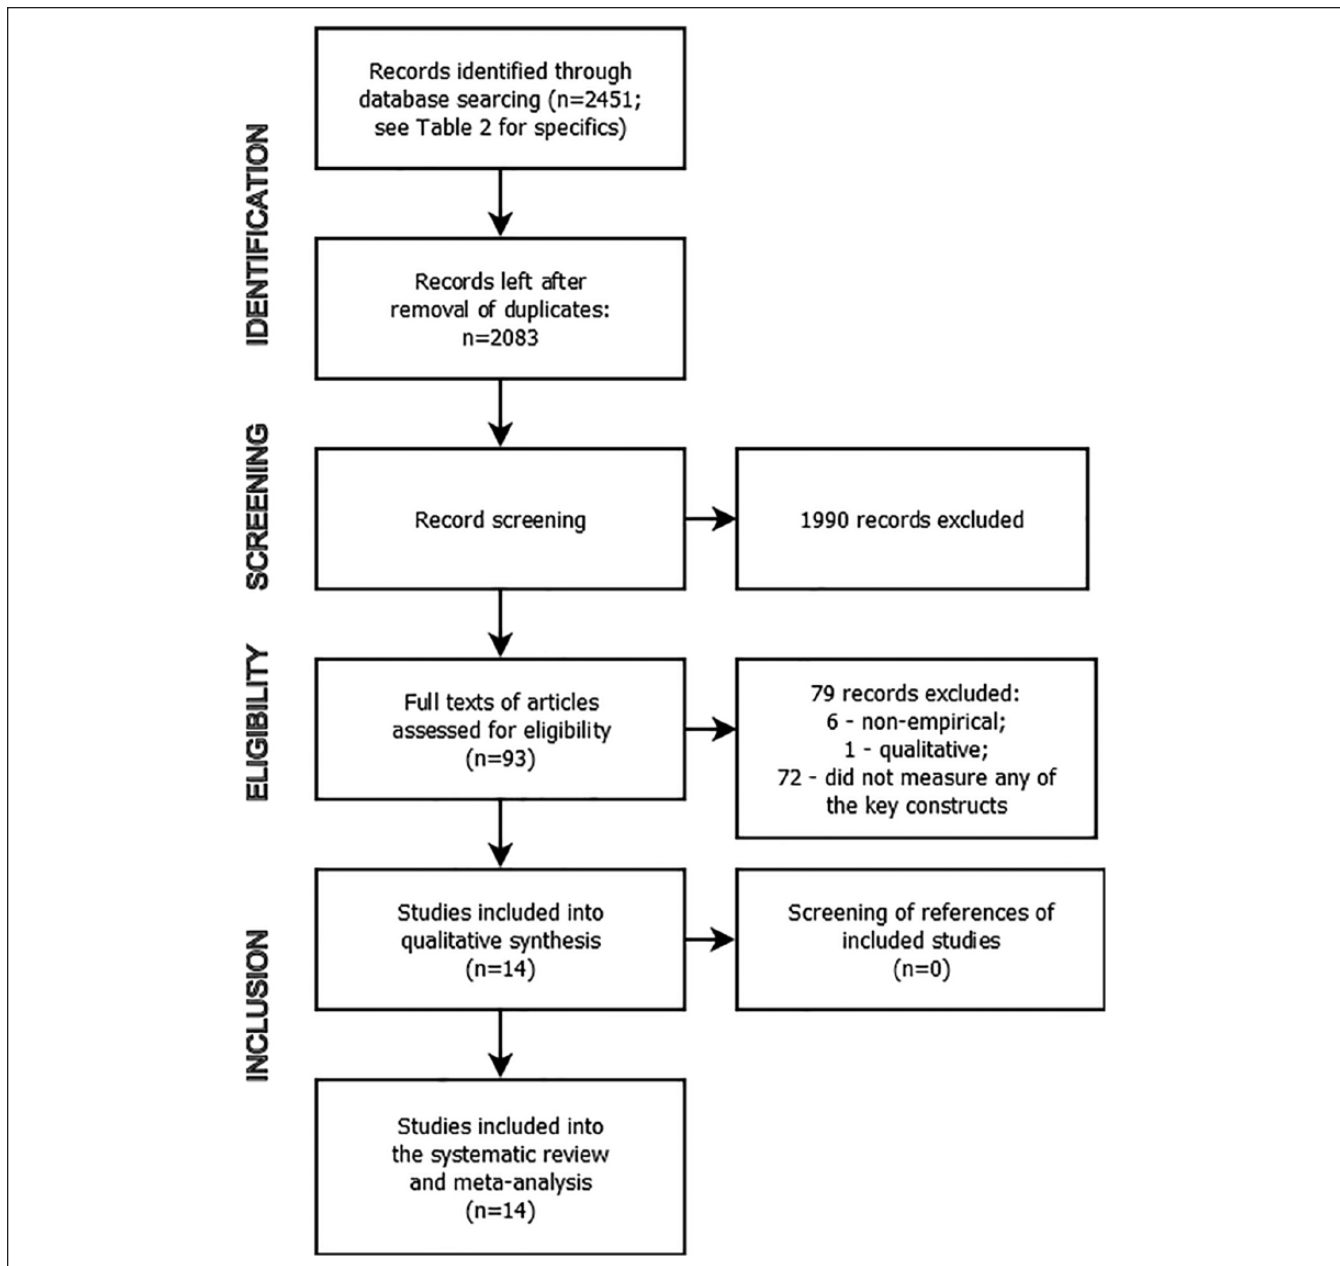 IDENTIFICATION
Records identified through
database searcing (n=2451;
see Table 2 for specifics)
Records left after
removal of duplicates:
n=2083
SCREENING
Record screening
1990 records excluded
ELIGIBILITY
Full texts of articles
assessed for eligibility
(n=93)
79 records excluded:
6 - non-empirical;
1 - qualitative;
72 - did not measure any of
the key constructs
INCLUSION
Studies included into
qualitative synthesis
(n=14)
Screening of references of
included studies
(n=0)
Studies included into
the systematic review
and meta-analysis
(n=14)